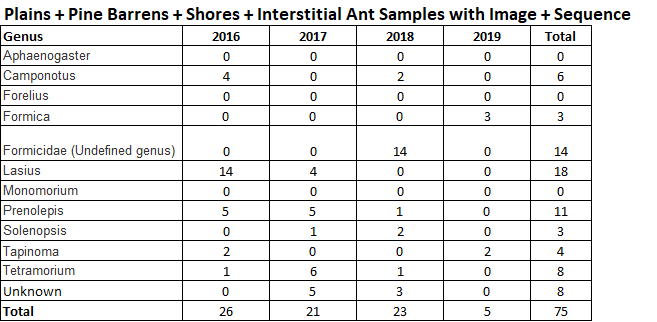 Plains + Pine Barrens + Shores + Interstitial Ant Samples with Image + Sequence
Genus 2016 2017 2018 2019 Total
Aphaenogaster 0 0 0 0 0
Camponotus 4 0 2 0 6
Forelius 0 0 0 0 0
Formica 0 0 0 3 3
Formicidae (Undefined genus) 0 0 14 0 14
Lasius 14 4 0 0 18
Monomorium 0 0 0 0 0
Prenolepis 5 5 1 0 11
Solenopsis 0 1 2 0 3
Tapinoma 2 0 0 2 4
Tetramorium 1 6 1 0 8
Unknown 0 5 3 0 8
Total 26 21 23 5 75